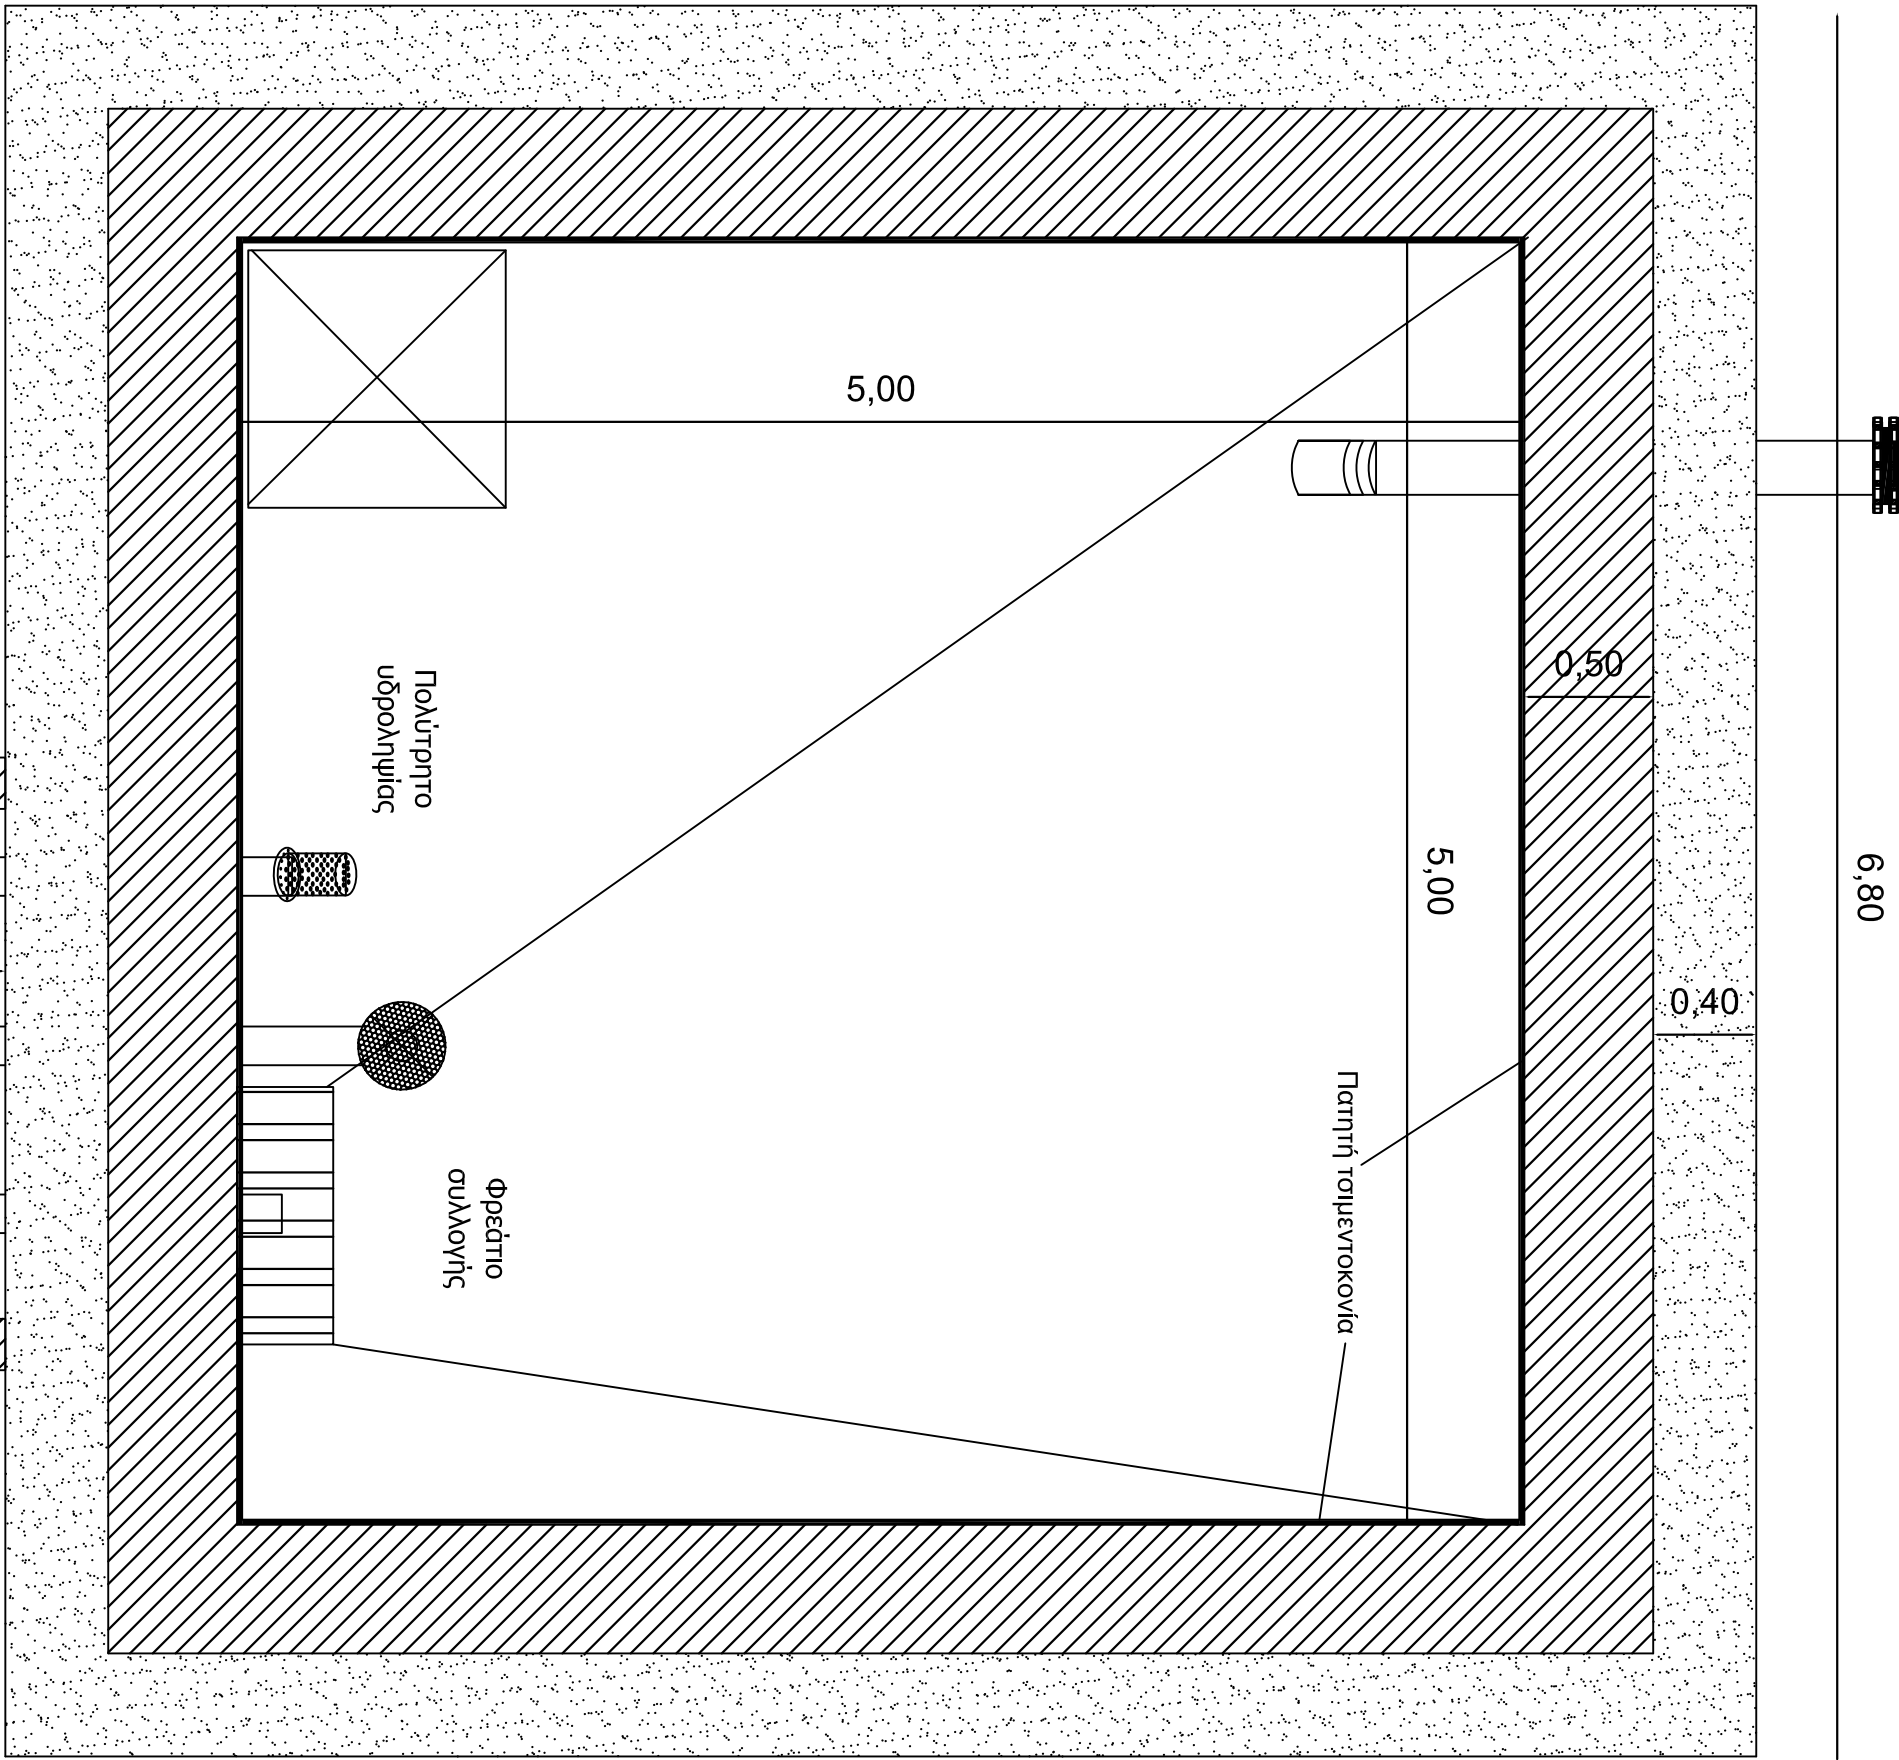 5,00
0,50
Πολύτρητο
υδροληψίας
5,00
6,80
0,40
Πατητή τσιμεντοκονία
Φρεάτιο
συλλογής